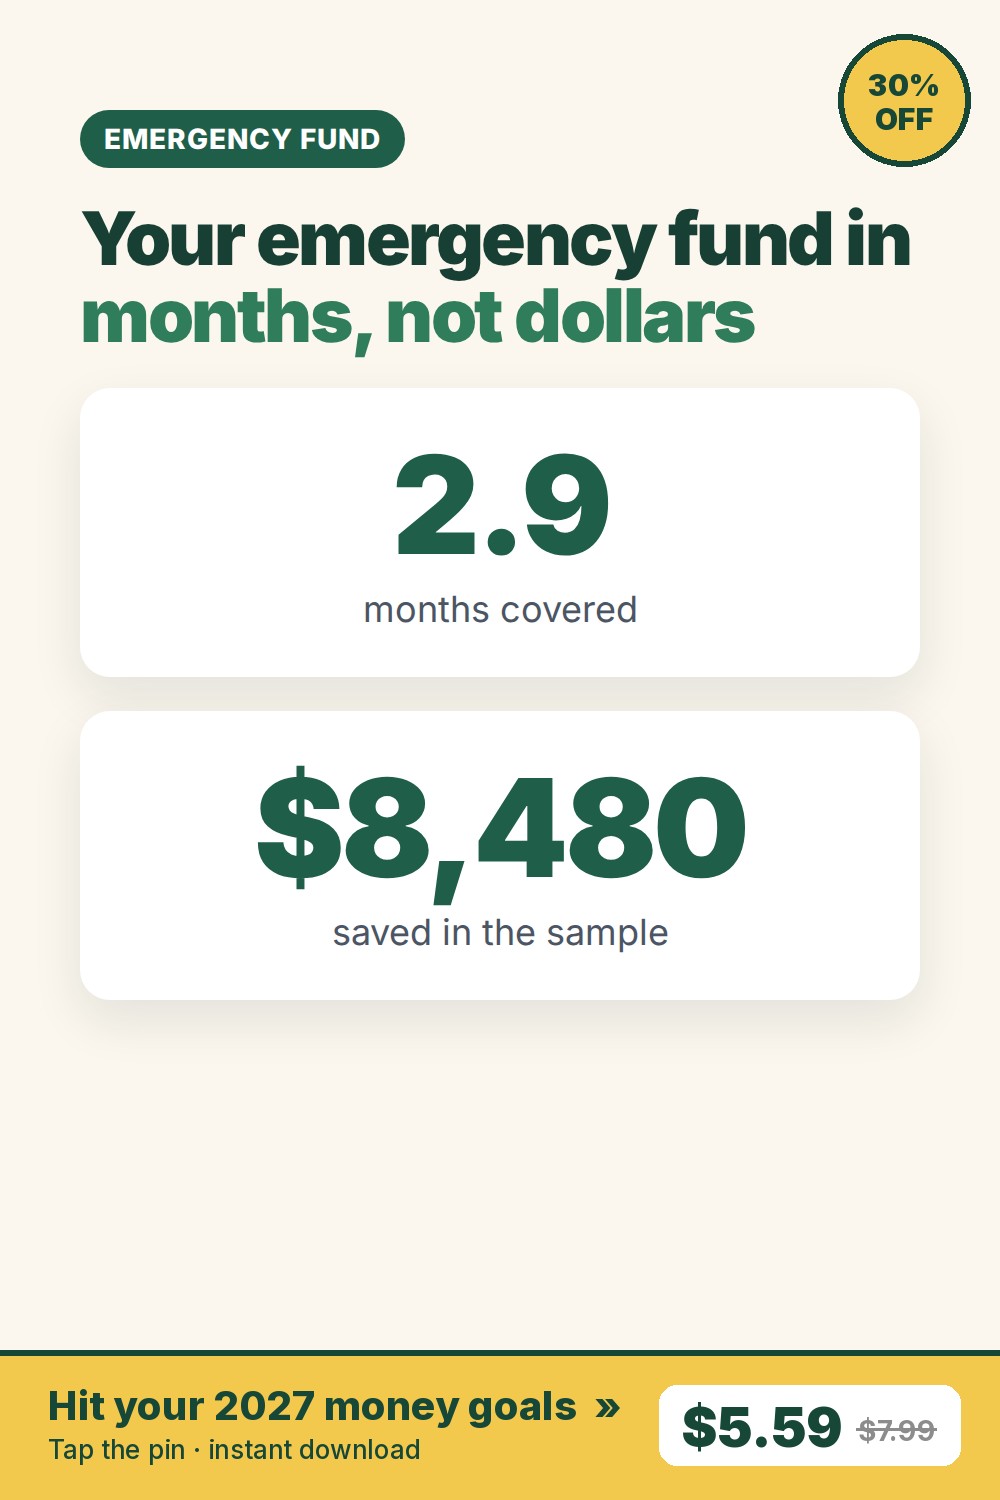 30%
OFF
EMERGENCY FUND
Your emergency fund in
months, not dollars
2.9
months covered
$8,480
saved in the sample
Hit your 2027 money goals »
Tap the pin · instant download
$5.59 $7.99